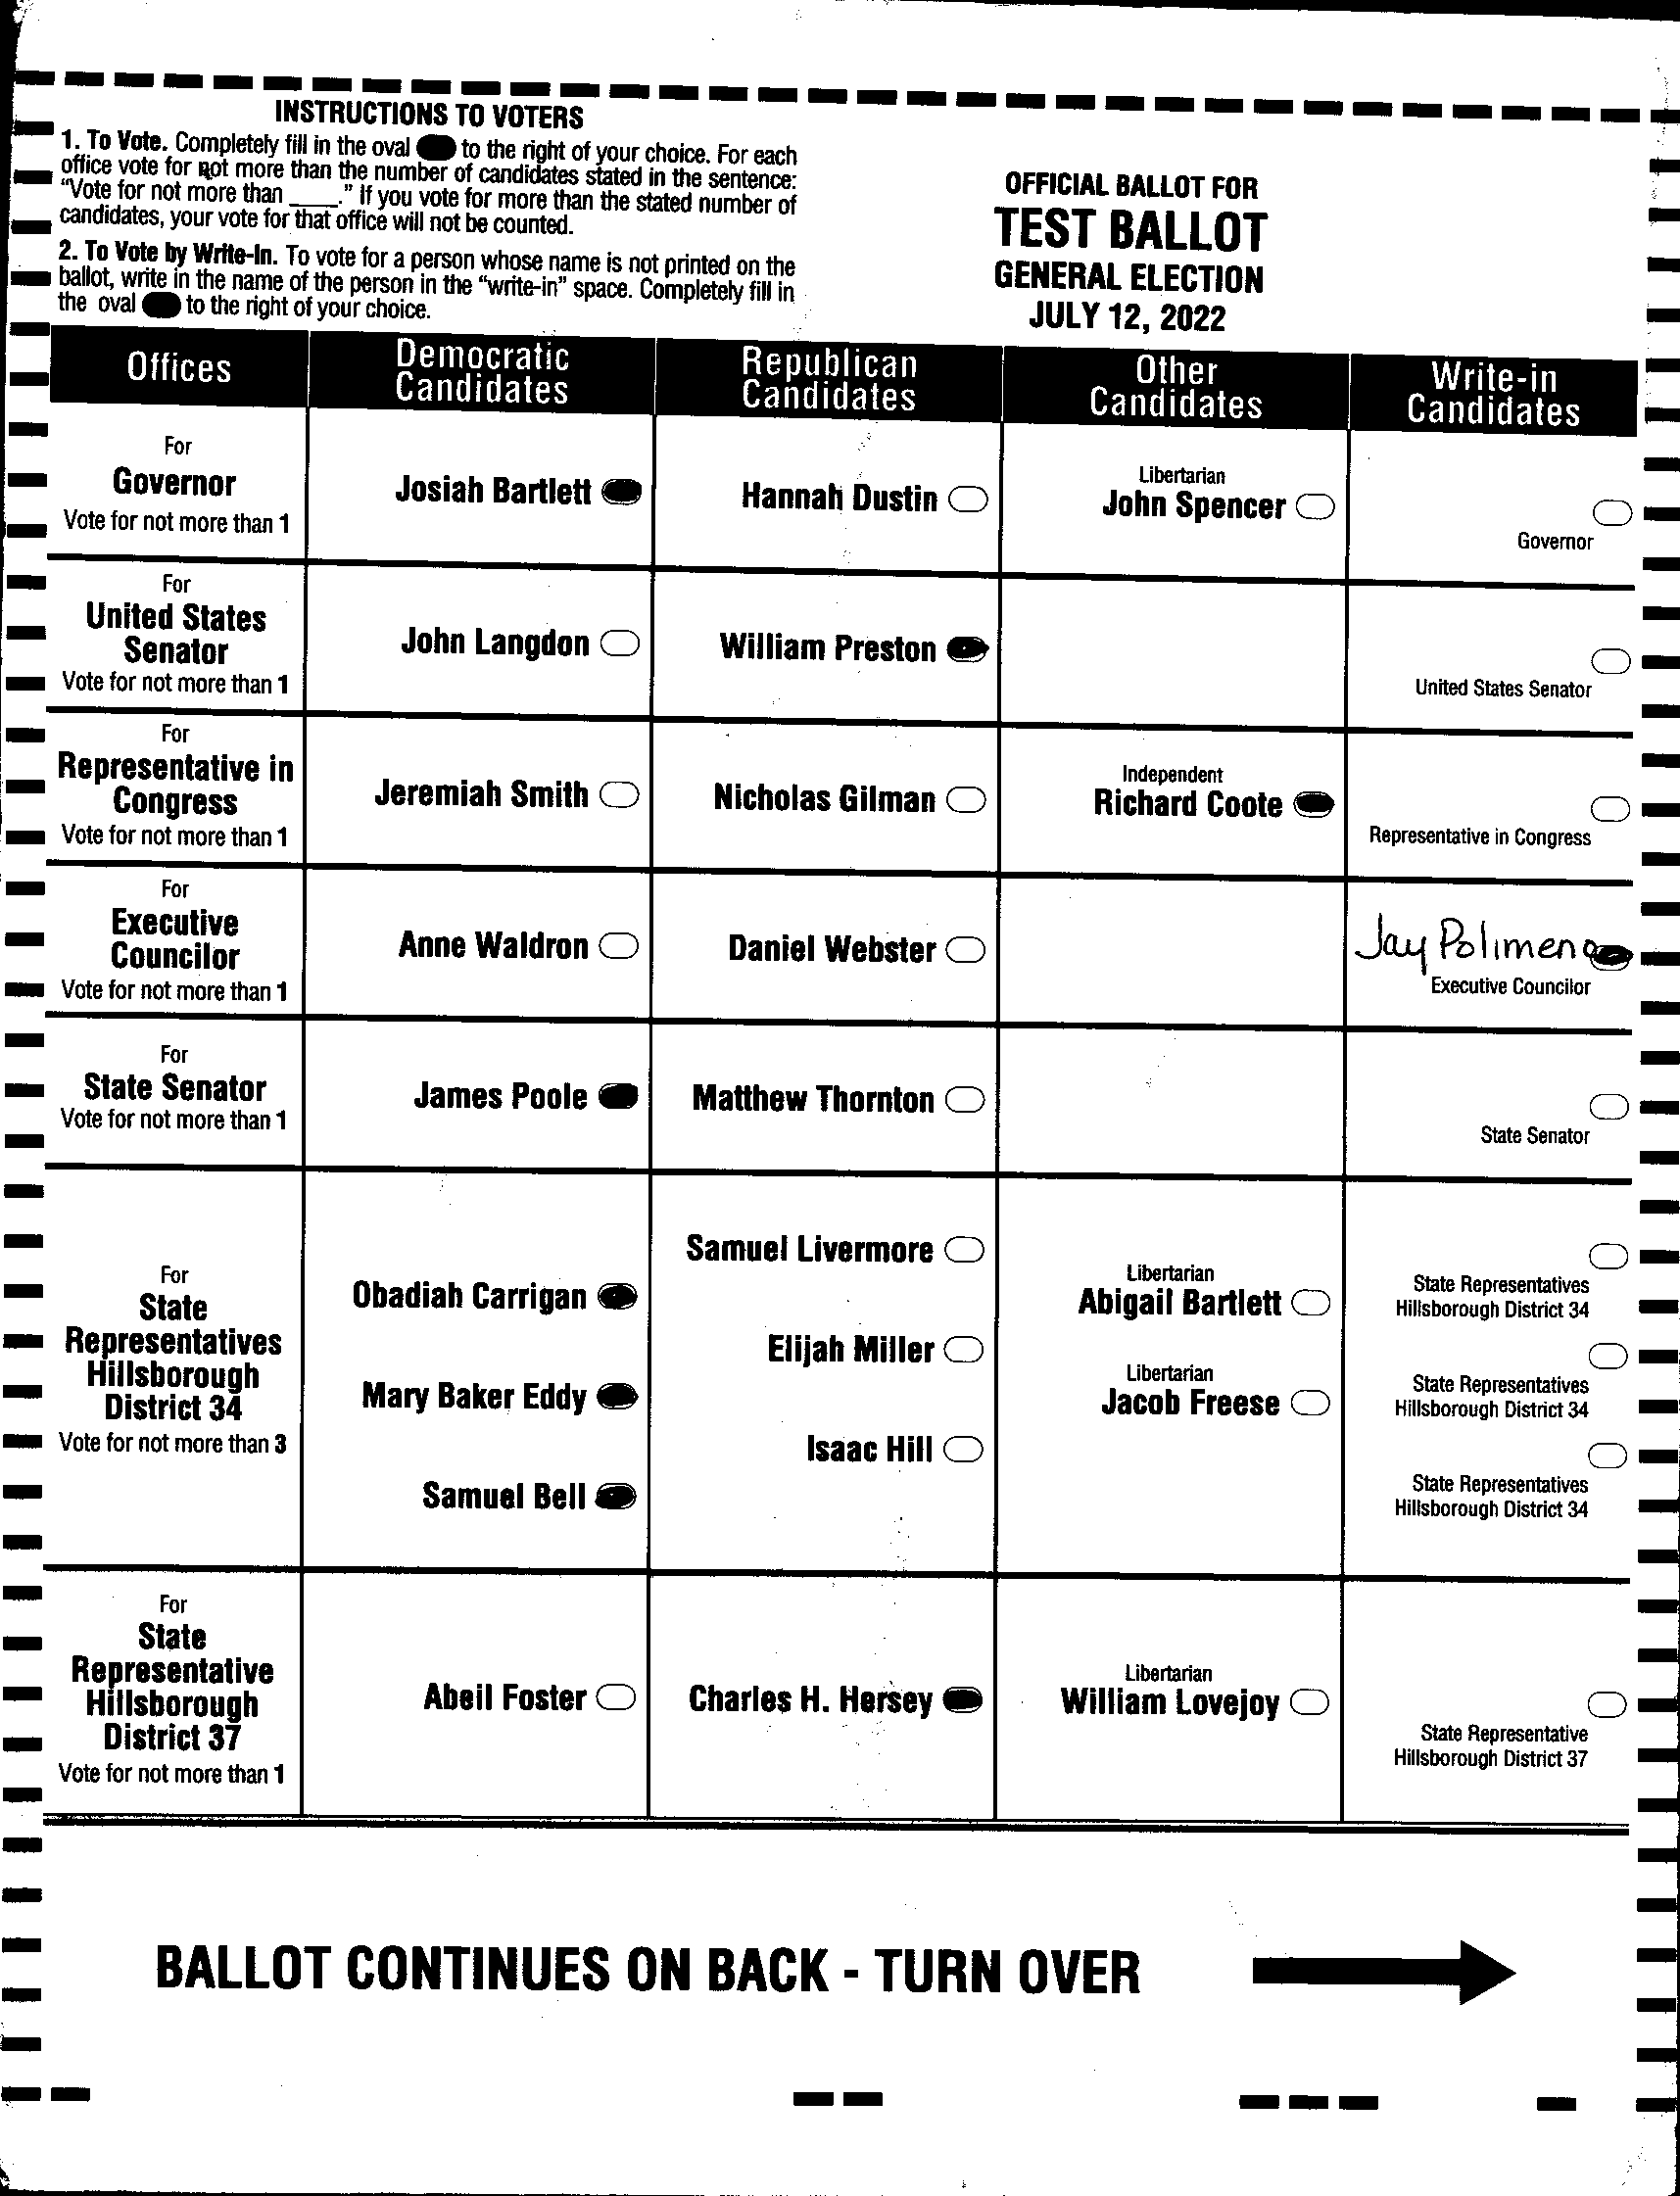 INSTRUCTIONS TO VOTERS
1. To Vote. Completely fill in the oval to the right of your choice. For each
office vote for not more than the number of candidates stated in the sentence:
“Vote for not more than ____.” If you vote for more than the stated number of
candidates, your vote for that office will not be counted.
2. To Vote by Write-In. To vote for a person whose name is not printed on the
ballot, write in the name of the person in the “write-in” space. Completely fill in
the oval to the right of your choice.
OFFICIAL BALLOT FOR
TEST BALLOT
GENERAL ELECTION
JULY 12, 2022
Offices
Democratic
Candidates
Republican
Candidates
Other
Candidates
Write-in
Candidates
For
Governor
Vote for not more than 1
Josiah Bartlett
Hannah Dustin
Libertarian
John Spencer
Governor
For
United States
Senator
Vote for not more than 1
John Langdon
William Preston
United States Senator
For
Representative in
Congress
Vote for not more than 1
Jeremiah Smith
Nicholas Gilman
Independent
Richard Coote
Representative in Congress
For
Executive
Councilor
Vote for not more than 1
Anne Waldron
Daniel Webster
Jay Polimeno
Executive Councilor
For
State Senator
Vote for not more than 1
James Poole
Matthew Thornton
State Senator
For
State
Representatives
Hillsborough
District 34
Vote for not more than 3
Obadiah Carrigan
Mary Baker Eddy
Samuel Bell
Samuel Livermore
Elijah Miller
Isaac Hill
Libertarian
Abigail Bartlett
Libertarian
Jacob Freese
State Representatives
Hillsborough District 34
State Representatives
Hillsborough District 34
State Representatives
Hillsborough District 34
For
State
Representative
Hillsborough
District 37
Vote for not more than 1
Abeil Foster
Charles H. Hersey
Libertarian
William Lovejoy
State Representative
Hillsborough District 37
BALLOT CONTINUES ON BACK - TURN OVER